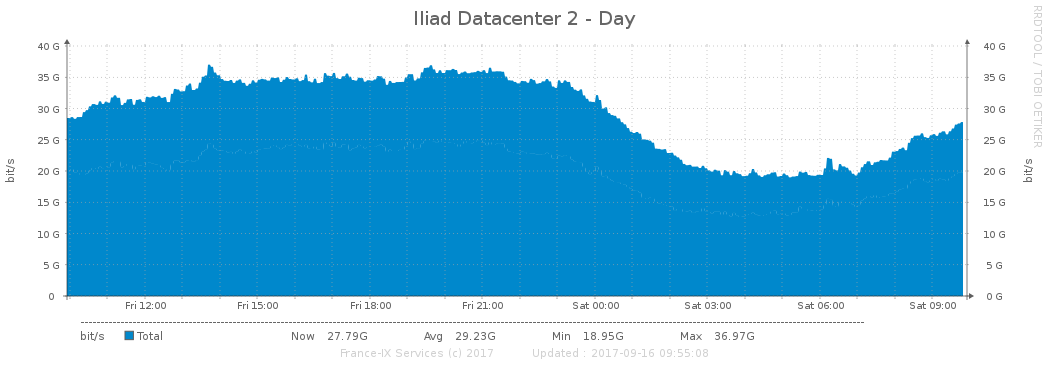 Iliad Datacenter 2 - Day
RRDTOOL / TOBI OETIKER
bit/s
40 G
35 G
30 G
25 G
20 G
15 G
10 G
5 G
0
40 G
35 G
30 G
25 G
20 G
15 G
10 G
5 G
0 G
bit/s
Fri 12:00 Fri 15:00 Fri 18:00 Fri 21:00 Sat 00:00 Sat 03:00 Sat 06:00 Sat 09:00
bit/s Total Now 27.79G Avg 29.23G Min 18.95G Max 36.97G
France-IX Services (c) 2017 Updated : 2017-09-16 09:55:08